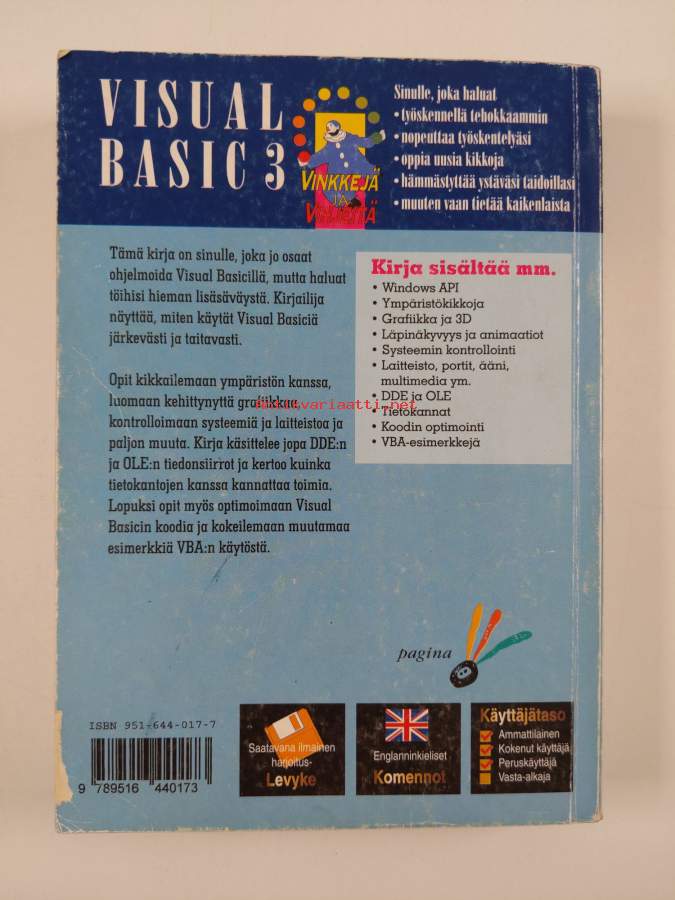 VISUAL
BASIC 3
VINKKEJÄ
JA
VIHJEITÄ
Sinulle, joka haluat
•työskennellä tehokkaammin
•nopeuttaa työskentelyäsi
•oppia uusia kikkoja
•hämmästyttää ystäväsi taidoillasi
•muuten vaan tietää kaikenlaista
Tämä kirja on sinulle, joka jo osaat
ohjelmoida Visual Basicillä, mutta haluat
töihisi hieman lisäsäväystä. Kirjailija
näyttää, miten käytät Visual Basiciä
järkevästi ja taitavasti.
Opit kikkailemaan ympäristön kanssa,
luomaan kehittynyttä grafiikkaa,
kontrolloimaan systeemiä ja laitteistoa ja
paljon muuta. Kirja käsittelee jopa DDE:n
ja OLE:n tiedonsiirrot ja kertoo kuinka
tietokantojen kanssa kannattaa toimia.
Lopuksi opit myös optimoimaan Visual
Basicin koodia ja kokeilemaan muutamaa
esimerkkiä VBA:n käytöstä.
Kirja sisältää mm.
• Windows API
• Ympäristökikkoja
• Grafiikka ja 3D
• Läpinäkyvyys ja animaatiot
• Systeemin kontrollointi
• Laitteisto, portit, ääni,
multimedia ym.
• DDE ja OLE
• Tietokannat
• Koodin optimointi
• VBA-esimerkkejä
pagina
ISBN 951-644-017-7
9 789516 440173
Saatavana ilmainen
harjoitus-
Levyke
Englanninkieliset
Komennot
Käyttäjätaso
Ammattilainen
Kokenut käyttäjä
Peruskäyttäjä
Vasta-alkaja